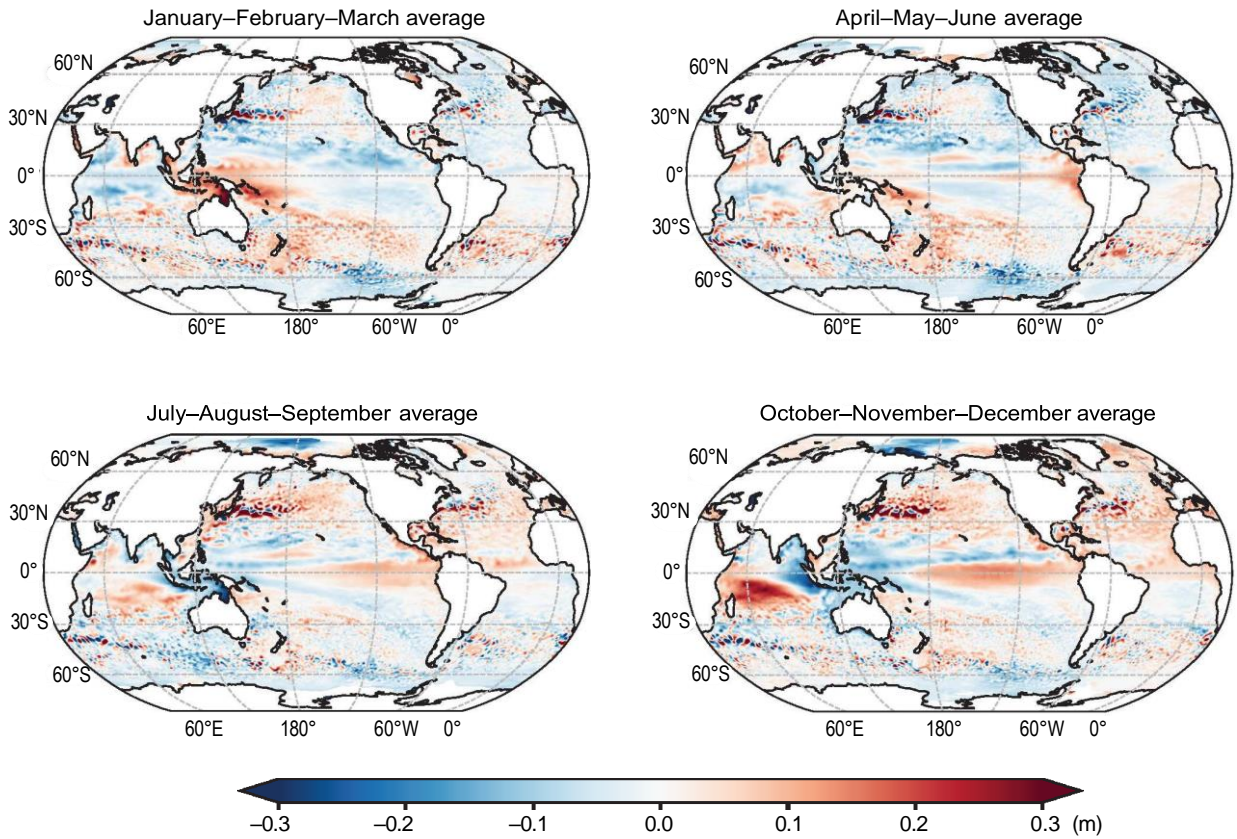 January–February–March average
April–May–June average
60°N
60°N
30°N
30°N
0°
0°
30°S
30°S
60°S
60°S
60°E 180° 60°W 0°
60°E 180° 60°W 0°
July–August–September average
October–November–December average
60°N
60°N
30°N
30°N
0°
0°
30°S
30°S
60°S
60°S
60°E 180° 60°W 0°
60°E 180° 60°W 0°
–0.3 –0.2 –0.1 0.0 0.1 0.2 0.3 (m)